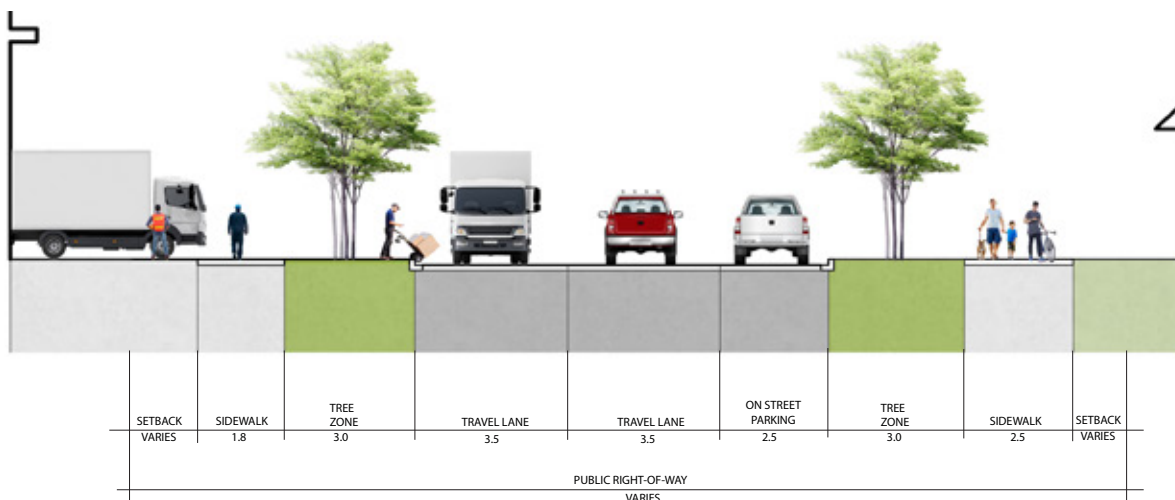 SETBACK
VARIES
SIDEWALK
1.8
TREE
ZONE
3.0
TRAVEL LANE
3.5
TRAVEL LANE
3.5
ON STREET
PARKING
2.5
TREE
ZONE
3.0
SIDEWALK
2.5
SETBACK
VARIES
PUBLIC RIGHT-OF-WAY
VARIES